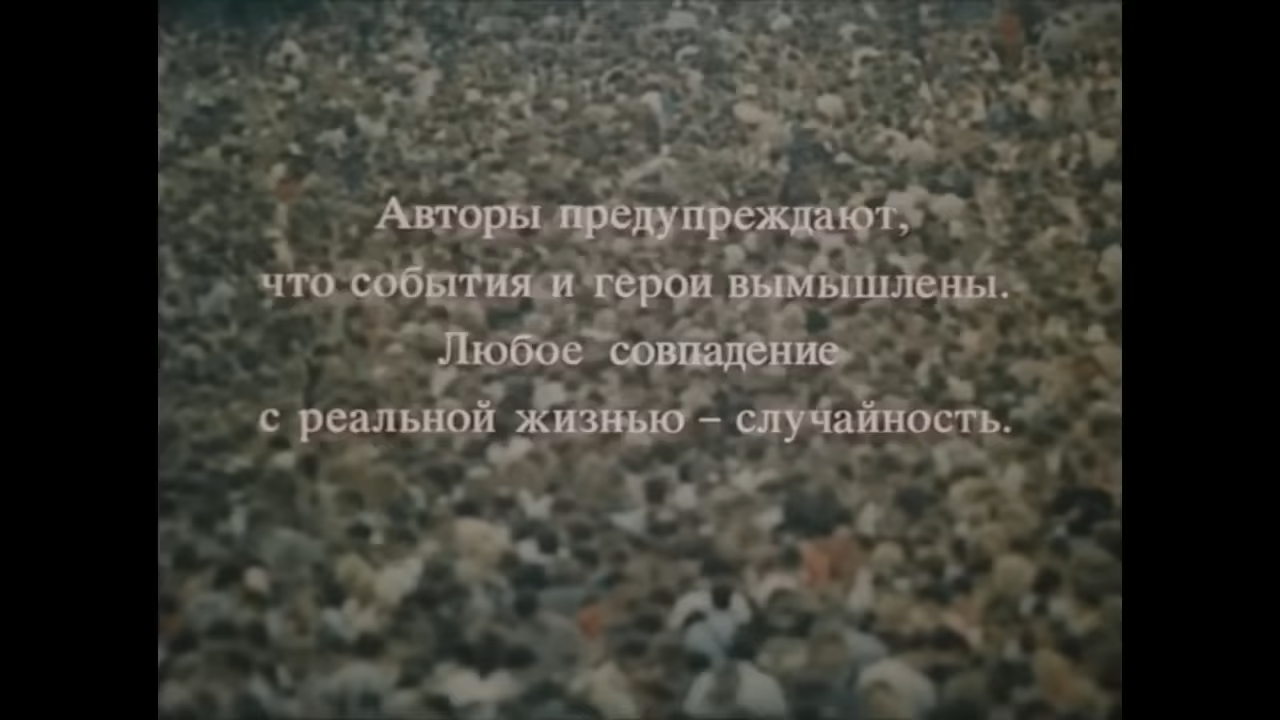 Авторы предупреждают,
что события и герои вымышлены.
Любое совпадение
с реальной жизнью – случайность.